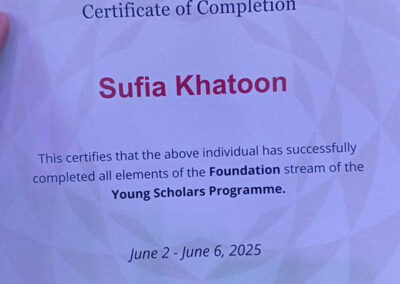 Certificate of Completion
Sufia Khatoon
This certifies that the above individual has successfully
completed all elements of the Foundation stream of the
Young Scholars Programme.
June 2 - June 6, 2025